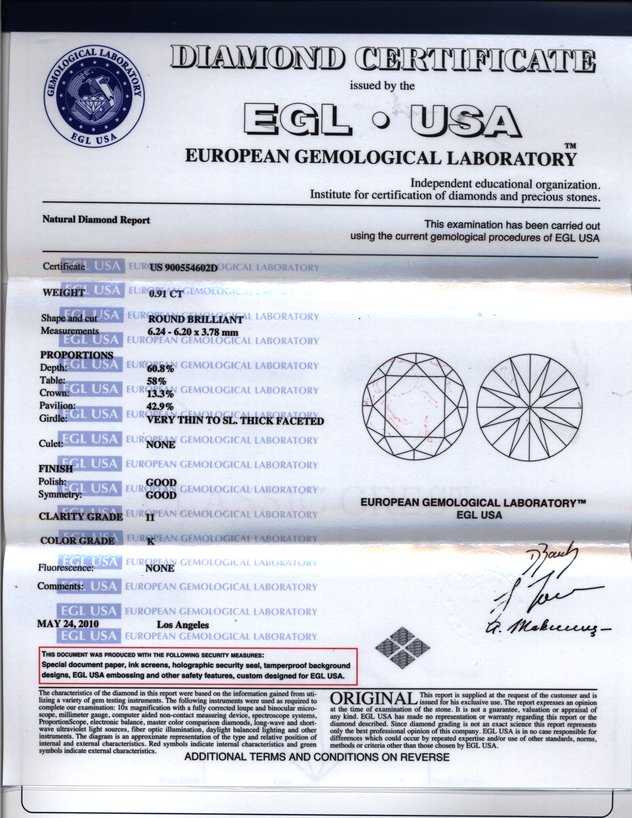 GEMOLOGICAL LABORATORY
EGL USA
DIAMOND CERTIFICATE
issued by the
EGL • USA
EUROPEAN GEMOLOGICAL LABORATORY™
Independent educational organization.
Institute for certification of diamonds and precious stones.
Natural Diamond Report
This examination has been carried out
using the current gemological procedures of EGL USA
Certificate US 900554602D
WEIGHT 0.91 CT
Shape and cut ROUND BRILLIANT
Measurements 6.24 - 6.20 x 3.78 mm
PROPORTIONS
Depth: 60.8%
Table: 58%
Crown: 13.3%
Pavilion: 42.9%
Girdle: VERY THIN TO SL. THICK FACETED
Culet: NONE
FINISH
Polish: GOOD
Symmetry: GOOD
CLARITY GRADE I1
COLOR GRADE K
Fluorescence: NONE
Comments:
MAY 24, 2010 Los Angeles
EGL USA EUROPEAN GEMOLOGICAL LABORATORY
EUROPEAN GEMOLOGICAL LABORATORY™
EGL USA
THIS DOCUMENT WAS PRODUCED WITH THE FOLLOWING SECURITY MEASURES:
Special document paper, ink screens, holographic security seal, tamperproof background
designs, EGL USA embossing and other safety features, custom designed for EGL USA.
The characteristics of the diamond in this report were based on the information gained from uti-
lizing a variety of gem testing instruments. The following instruments were used as required to
complete our examination: 10x magnification with a fully corrected loupe and binocular micro-
scope, millimeter gauge, computer aided non-contact measuring device, spectroscope systems,
ProportionScope, electronic balance, master color comparison diamonds, long-wave and short-
wave ultraviolet light sources, fiber optic illumination, daylight balanced lighting and other
instruments. The diagram is an approximate representation of the type and relative position of
internal and external characteristics. Red symbols indicate internal characteristics and green
symbols indicate external characteristics.
ORIGINAL This report is supplied at the request of the customer and is
issued for his exclusive use. The report expresses an opinion
at the time of examination of the stone. It is not a guarantee, valuation or appraisal of
any kind. EGL USA has made no representation or warranty regarding this report or the
diamond described. Since diamond grading is not an exact science this report represents
only the best professional opinion of this company. EGL USA is in no case responsible for
differences which could occur by repeated expertise and/or use of other standards, norms,
methods or criteria other than those chosen by EGL USA.
ADDITIONAL TERMS AND CONDITIONS ON REVERSE